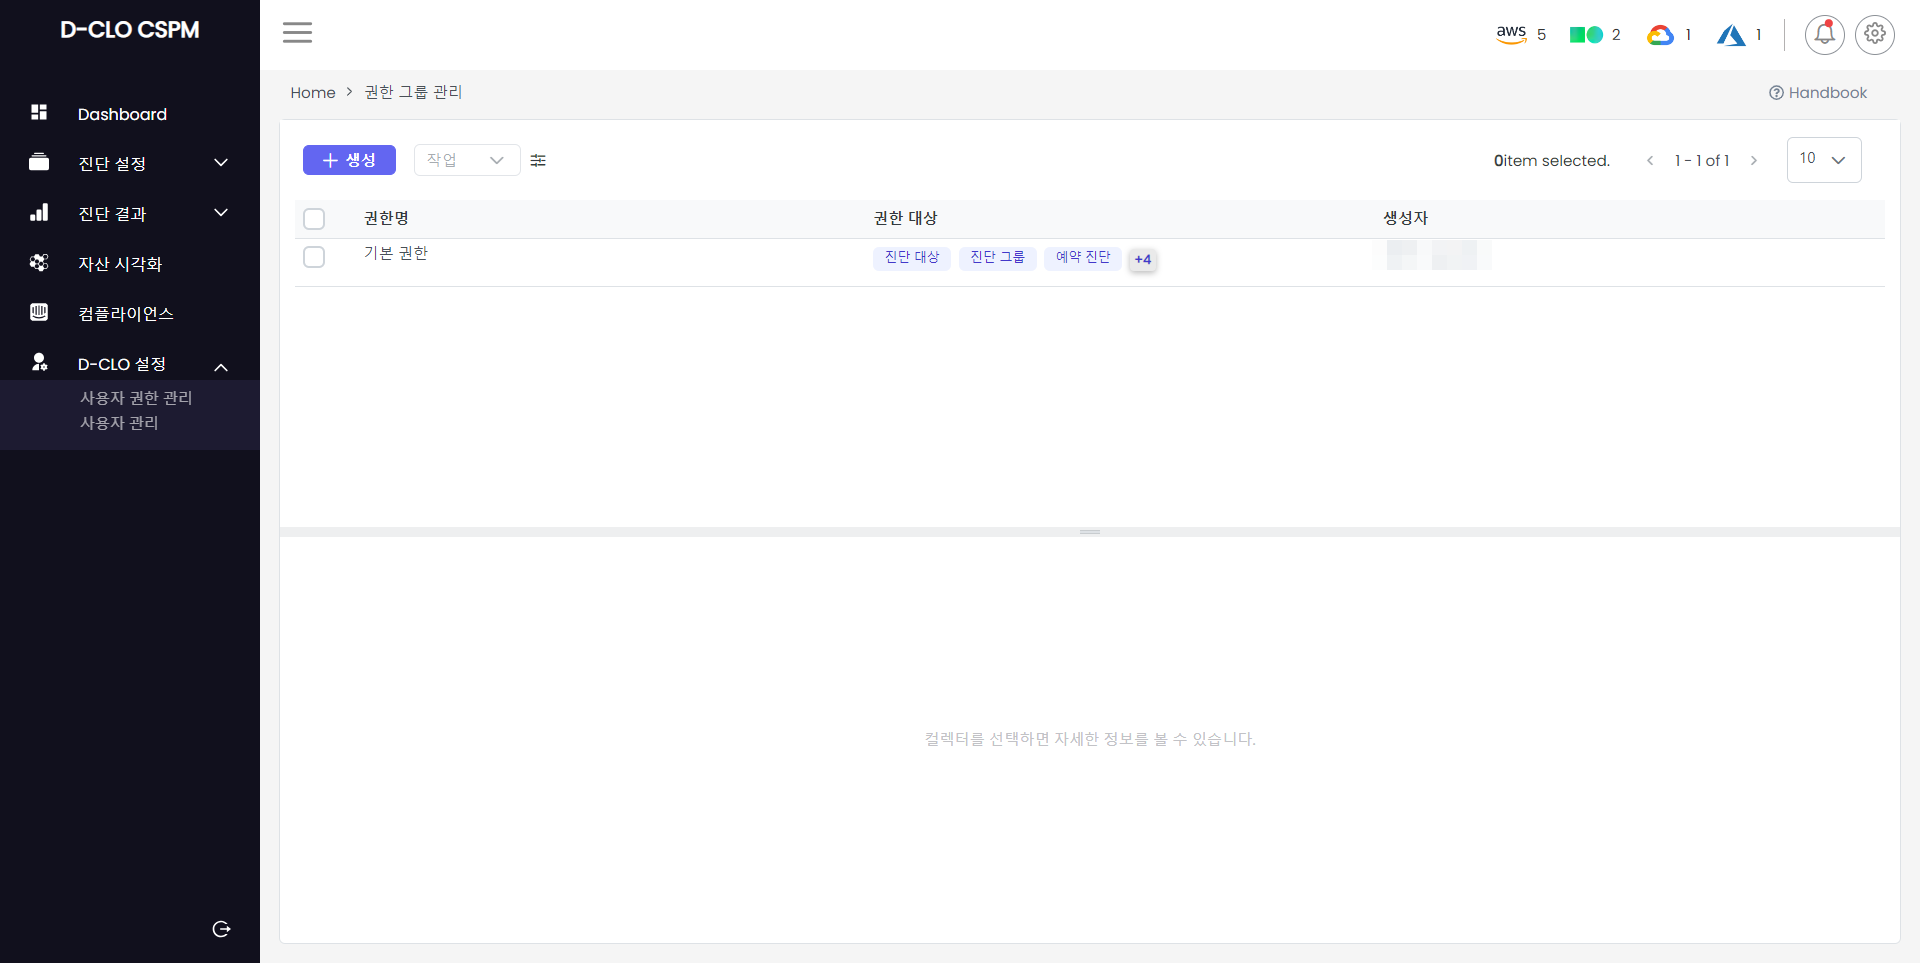 D-CLO CSPM
Dashboard
진단 설정
진단 결과
자산 시각화
컴플라이언스
D-CLO 설정
사용자 권한 관리
사용자 관리
aws 5 2 1 1
Home > 권한 그룹 관리
Handbook
+ 생성 작업 0item selected. < 1 - 1 of 1 > 10
권한명 권한 대상 생성자
기본 권한 진단 대상 진단 그룹 예약 진단 +4
컬렉터를 선택하면 자세한 정보를 볼 수 있습니다.